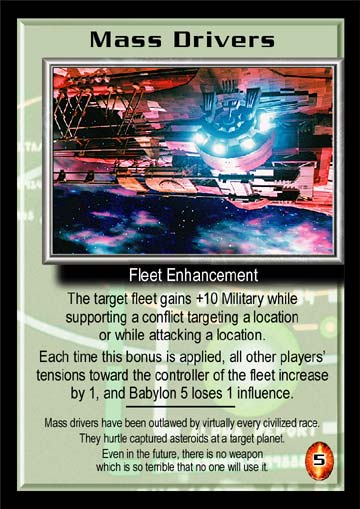 Mass Drivers
Fleet Enhancement
The target fleet gains +10 Military while
supporting a conflict targeting a location
or while attacking a location.
Each time this bonus is applied, all other players'
tensions toward the controller of the fleet increase
by 1, and Babylon 5 loses 1 influence.
Mass drivers have been outlawed by virtually every civilized race.
They hurtle captured asteroids at a target planet.
Even in the future, there is no weapon
which is so terrible that no one will use it.
5